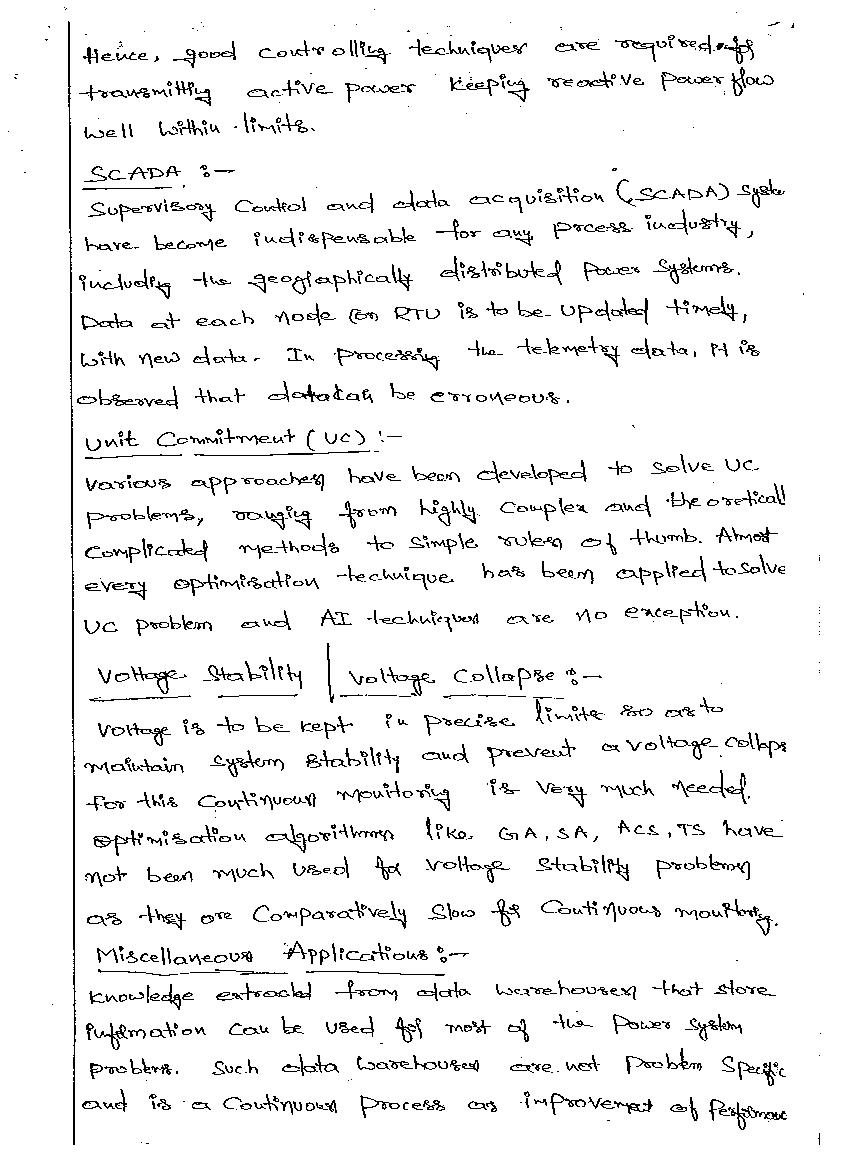 Hence, good controlling techniques are required for
transmitting active power keeping reactive power flow
well within limits.
SCADA :-
Supervisory control and data acquisition (SCADA) syste
have become indispensable for any process industry,
including the geographically distributed power systems.
Data at each node (or) RTU is to be updated timely,
with new data. In processing the telemetry data, it is
observed that data can be erroneous.
Unit Commitment (UC) :-
Various approaches have been developed to solve UC
problems, ranging from highly complex and theoreticall
complicated methods to simple rules of thumb. Almost
every optimisation technique has been applied to solve
UC problem and AI techniques are no exception.
Voltage Stability | Voltage Collapse :-
Voltage is to be kept in precise limits so as to
maintain system stability and prevent a voltage collaps
for this continuous monitoring is very much needed.
Optimisation algorithms like GA, SA, ACS, TS have
not been much used for voltage stability problems
as they are comparatively slow for continuous monitoring.
Miscellaneous Applications :-
Knowledge extracted from data warehouses that store
information can be used for most of the power system
problems. Such data warehouses are not problem specific
and is a continuous process as improvement of performance